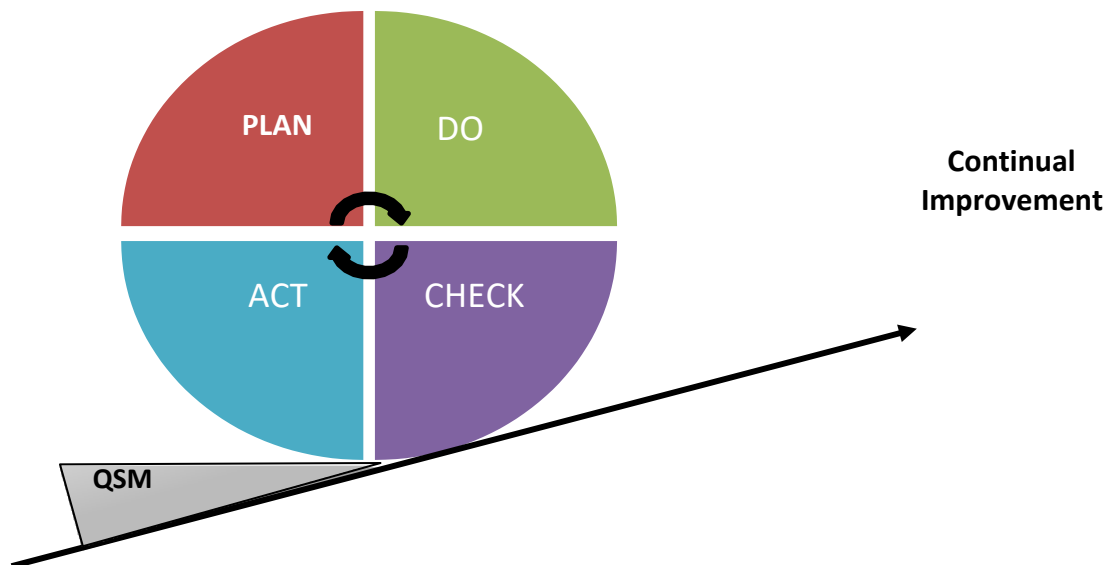 PLAN
DO
Continual
Improvement
ACT
CHECK
QSM